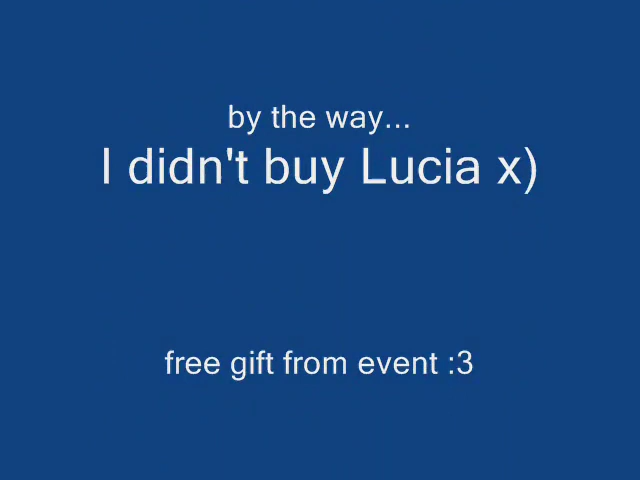 by the way...
I didn't buy Lucia x)
free gift from event :3